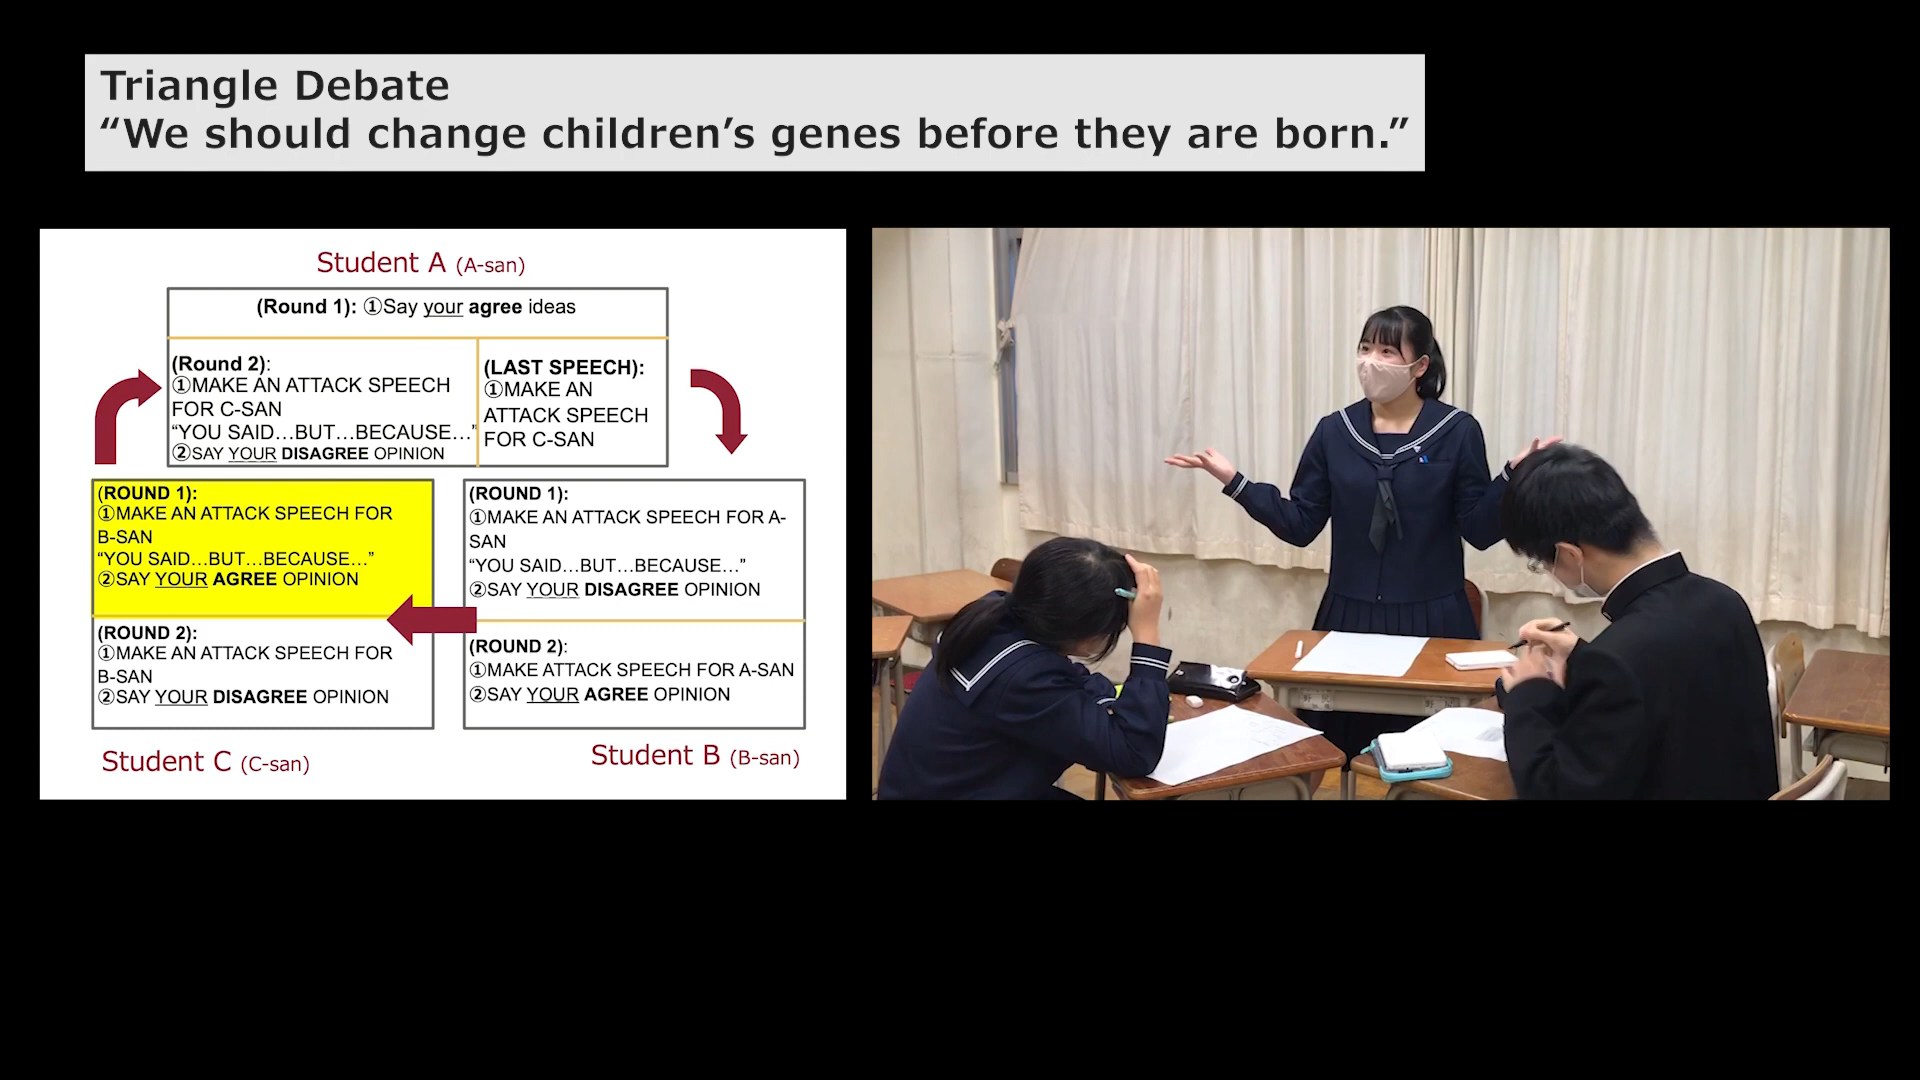 Triangle Debate
“We should change children’s genes before they are born.”
Student A (A-san)
(Round 1): ①Say your agree ideas
(Round 2):
①MAKE AN ATTACK SPEECH
FOR C-SAN
“YOU SAID…BUT…BECAUSE…”
②SAY YOUR DISAGREE OPINION
(LAST SPEECH):
①MAKE AN
ATTACK SPEECH
FOR C-SAN
(ROUND 1):
①MAKE AN ATTACK SPEECH FOR
B-SAN
“YOU SAID…BUT…BECAUSE…”
②SAY YOUR AGREE OPINION
(ROUND 2):
①MAKE AN ATTACK SPEECH FOR
B-SAN
②SAY YOUR DISAGREE OPINION
(ROUND 1):
①MAKE AN ATTACK SPEECH FOR A-
SAN
“YOU SAID…BUT…BECAUSE…”
②SAY YOUR DISAGREE OPINION
(ROUND 2):
①MAKE ATTACK SPEECH FOR A-SAN
②SAY YOUR AGREE OPINION
Student C (C-san)
Student B (B-san)